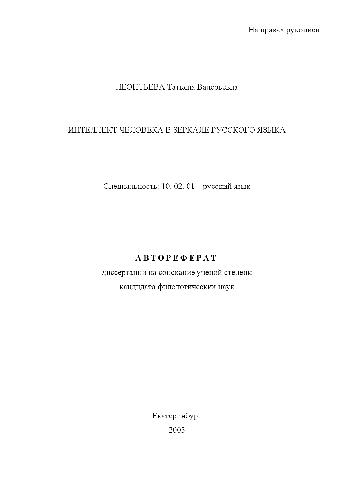 На правах рукописи
ЛЕОНТЬЕВА Татьяна Валерьевна
ИНТЕЛЛЕКТ ЧЕЛОВЕКА В ЗЕРКАЛЕ РУССКОГО ЯЗЫКА
Специальность: 10. 02. 01 – русский язык
АВТОРЕФЕРАТ
диссертации на соискание ученой степени
кандидата филологических наук
Екатеринбург
2003